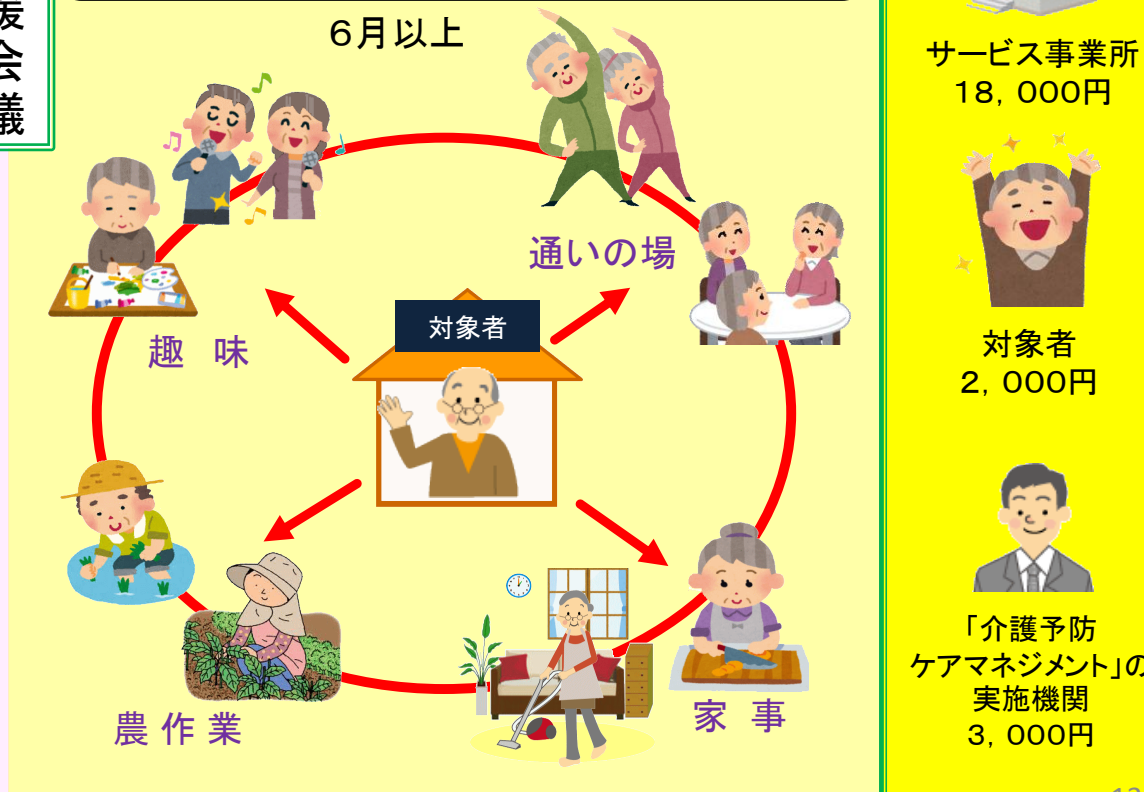 援
会
議
6月以上
趣 味
通いの場
対象者
農 作 業
家 事
サービス事業所
18,000円
対象者
2,000円
「介護予防
ケアマネジメント」の
実施機関
3,000円